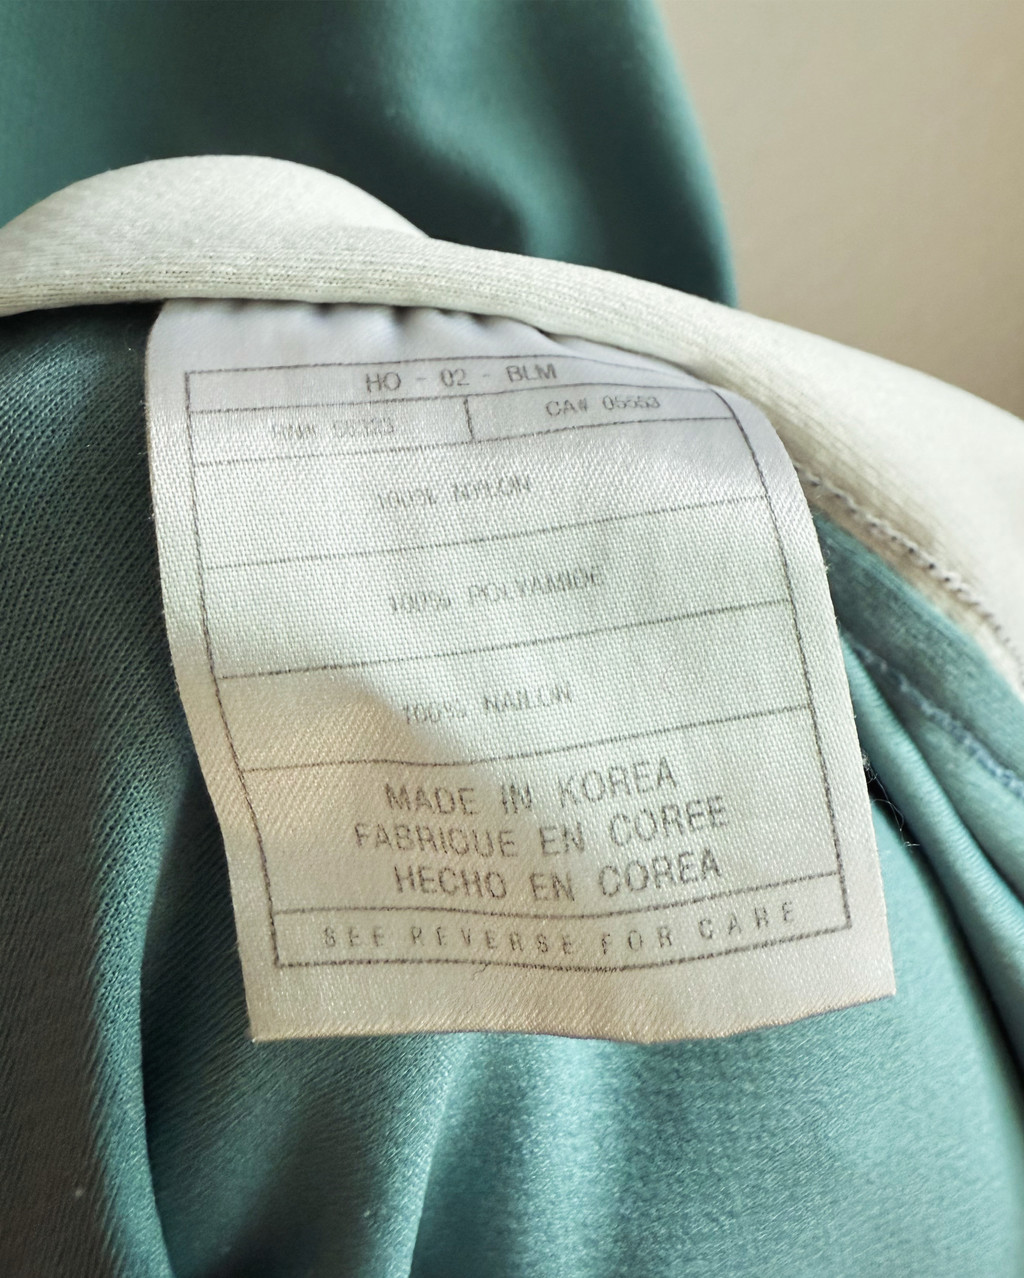 HO - 02 - BLM
RN#
CA# 05553
100% NYLON
100% POLYAMIDE
100% NAILON
MADE IN KOREA
FABRIQUE EN COREE
HECHO EN COREA
SEE REVERSE FOR CARE